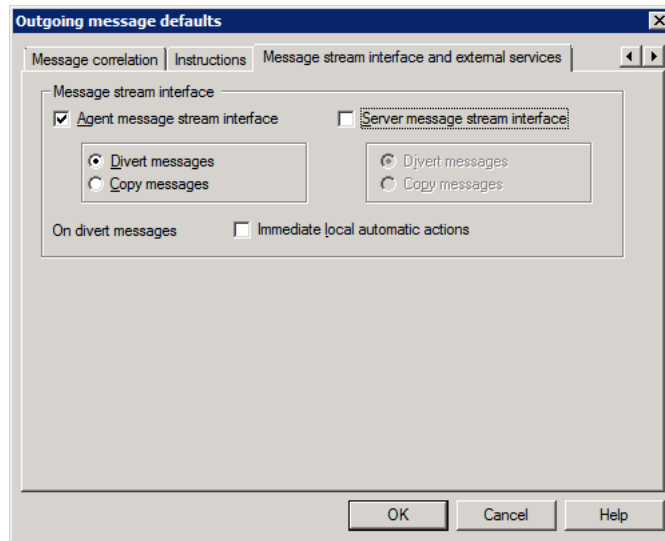 Outgoing message defaults
Message correlation Instructions Message stream interface and external services
Message stream interface
Agent message stream interface Server message stream interface
Divert messages Divert messages
Copy messages Copy messages
On divert messages Immediate local automatic actions
OK Cancel Help